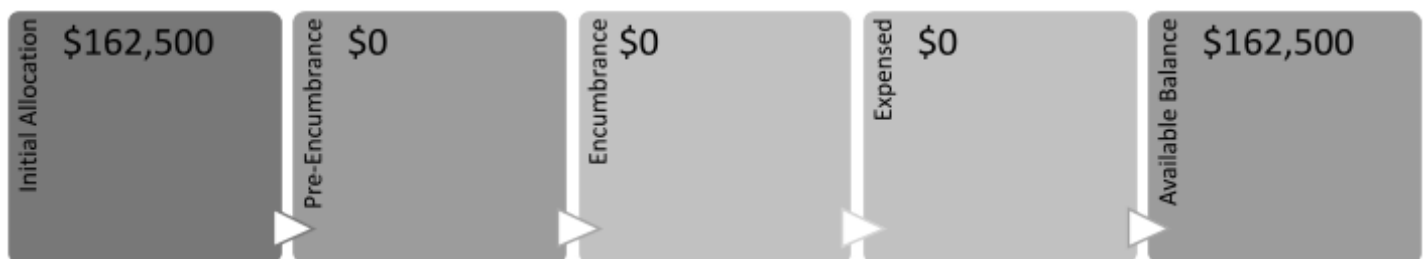 Initial Allocation
$162,500
Pre-Encumbrance
$0
Encumbrance
$0
Expensed
$0
Available Balance
$162,500